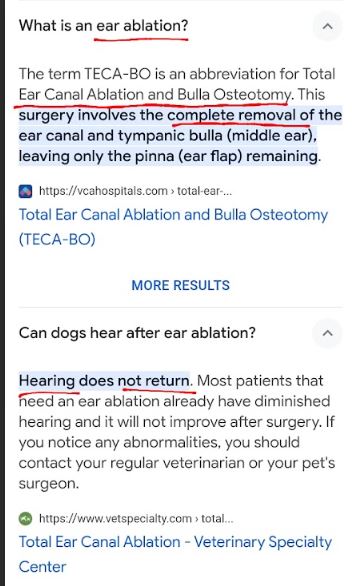 What is an ear ablation?
The term TECA-BO is an abbreviation for Total
Ear Canal Ablation and Bulla Osteotomy. This
surgery involves the complete removal of the
ear canal and tympanic bulla (middle ear),
leaving only the pinna (ear flap) remaining.
https://vcahospitals.com › total-ear-...
Total Ear Canal Ablation and Bulla Osteotomy
(TECA-BO)
MORE RESULTS
Can dogs hear after ear ablation?
Hearing does not return. Most patients that
need an ear ablation already have diminished
hearing and it will not improve after surgery. If
you notice any abnormalities, you should
contact your regular veterinarian or your pet's
surgeon.
https://www.vetspecialty.com › total...
Total Ear Canal Ablation - Veterinary Specialty
Center